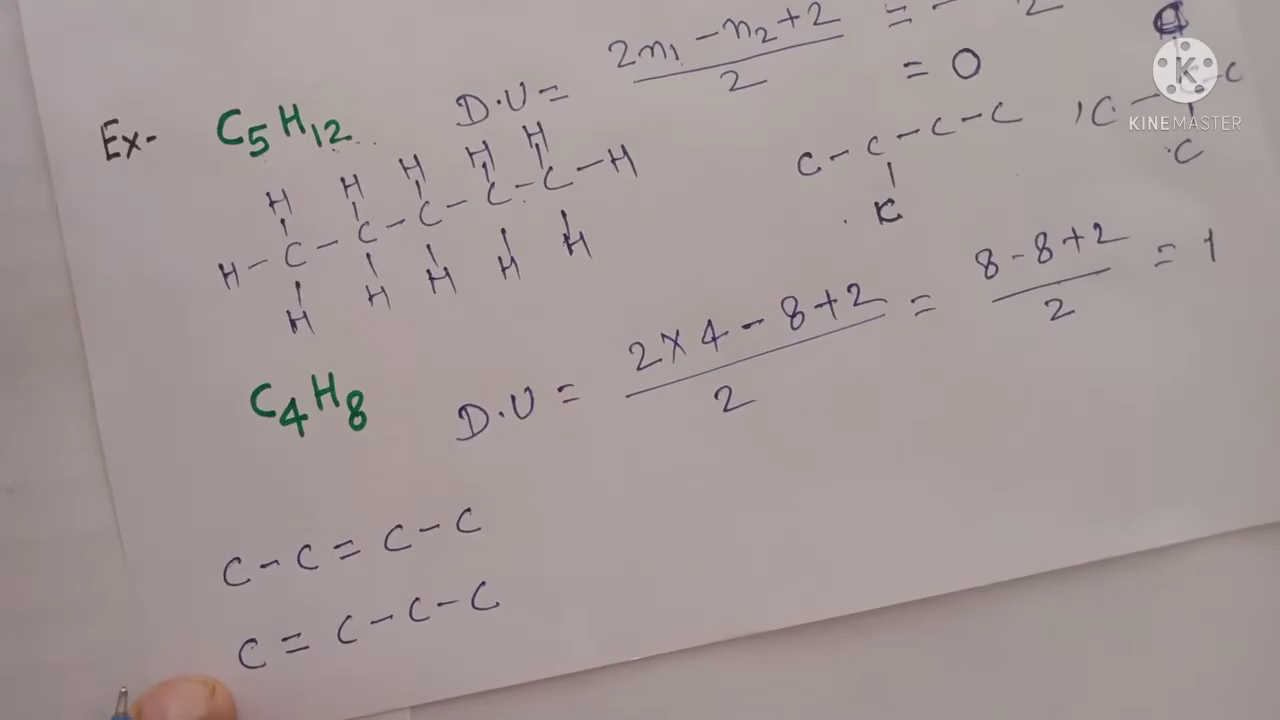 D.U = 2n₁ - n₂ + 2 / 2 = 2
= 0
Ex- C₅H₁₂
C - C - C - C
C
, C - C
C
KINEMASTER
H H H H H
H - C - C - C - C - C - H
H H H H H
C₄H₈ D.U = 2 × 4 - 8 + 2 / 2 = 8 - 8 + 2 / 2 = 1
C - C = C - C
C = C - C - C